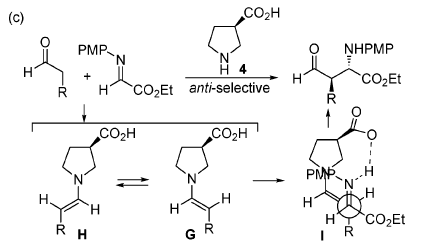 (c)
CO₂H
O
H
R
+
PMP
N
H
CO₂Et
N
H
4
anti-selective
O
NHPMP
H
CO₂Et
R
CO₂H
N
H
H
R
H
CO₂H
N
H
H
R
G
O
O
H
N
PMP
N
H
H
H
R
CO₂Et
I